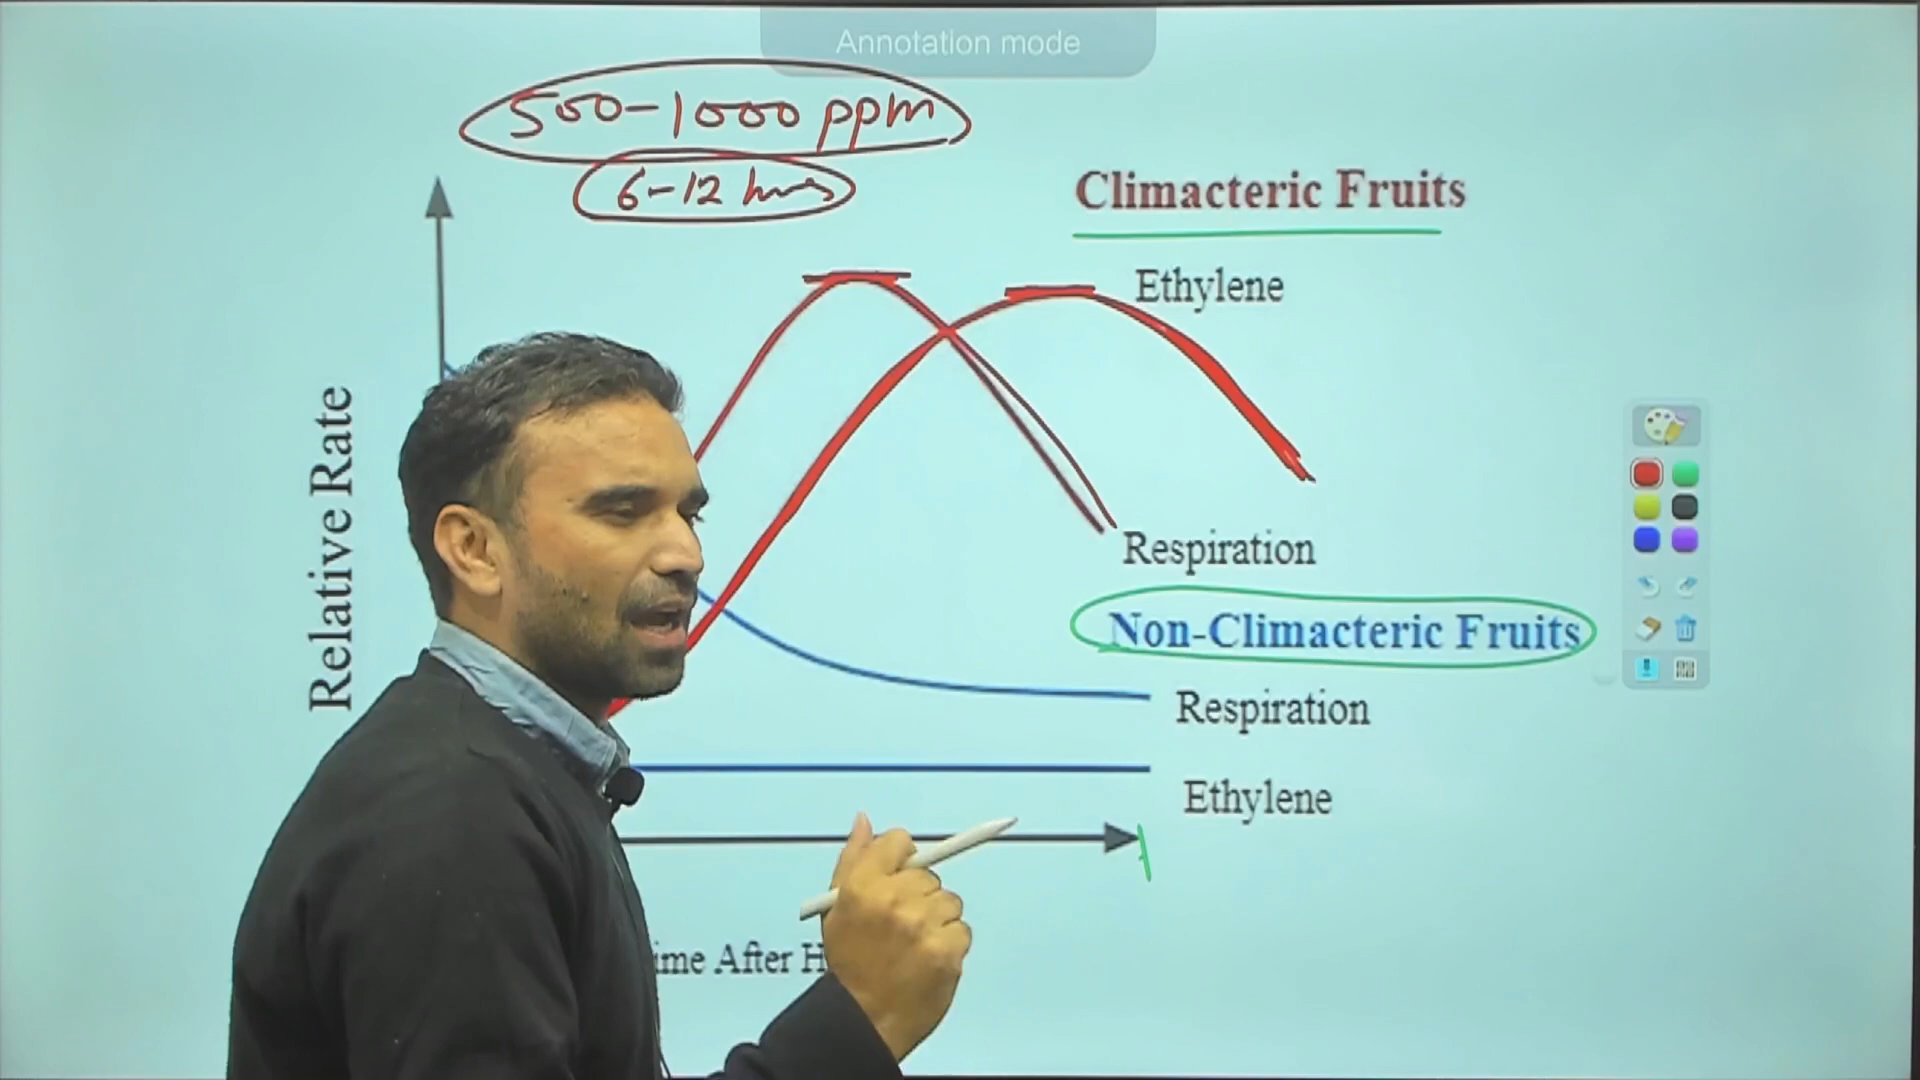 Annotation mode
500-1000 ppm
6-12 hrs
Climacteric Fruits
Ethylene
Relative Rate
Respiration
Non-Climacteric Fruits
Respiration
Ethylene
ime After H